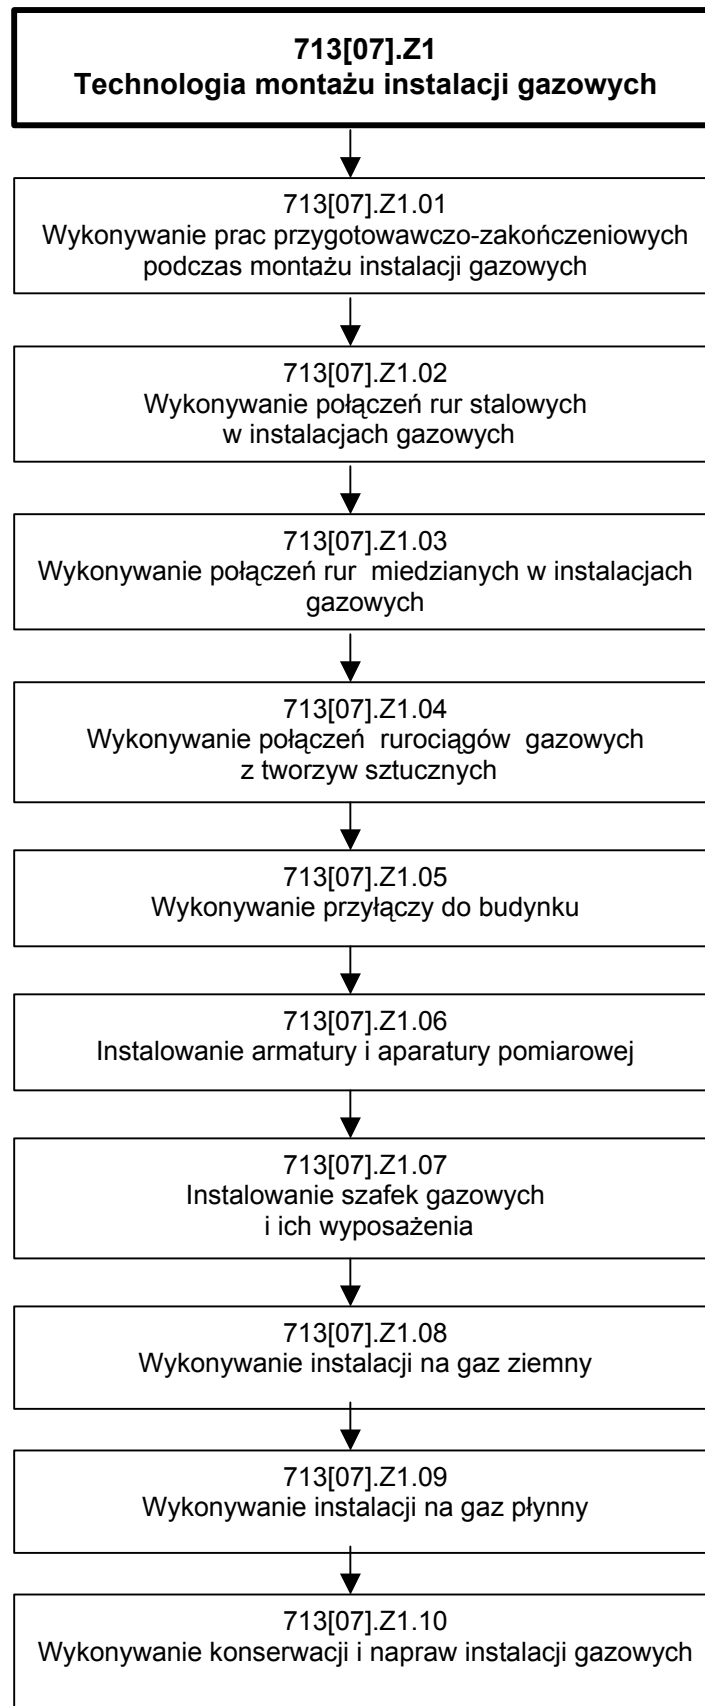 713[07].Z1
Technologia montażu instalacji gazowych
713[07].Z1.01
Wykonywanie prac przygotowawczo-zakończeniowych
podczas montażu instalacji gazowych
713[07].Z1.02
Wykonywanie połączeń rur stalowych
w instalacjach gazowych
713[07].Z1.03
Wykonywanie połączeń rur miedzianych w instalacjach
gazowych
713[07].Z1.04
Wykonywanie połączeń rurociągów gazowych
z tworzyw sztucznych
713[07].Z1.05
Wykonywanie przyłączy do budynku
713[07].Z1.06
Instalowanie armatury i aparatury pomiarowej
713[07].Z1.07
Instalowanie szafek gazowych
i ich wyposażenia
713[07].Z1.08
Wykonywanie instalacji na gaz ziemny
713[07].Z1.09
Wykonywanie instalacji na gaz płynny
713[07].Z1.10
Wykonywanie konserwacji i napraw instalacji gazowych